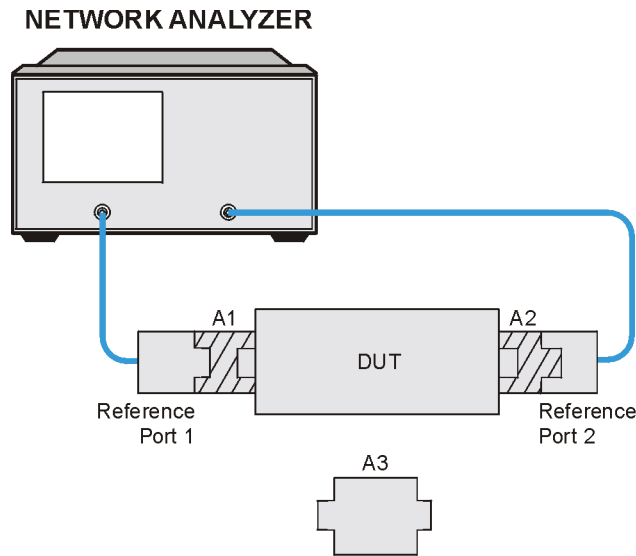 NETWORK ANALYZER
A1
A2
DUT
Reference
Port 1
Reference
Port 2
A3